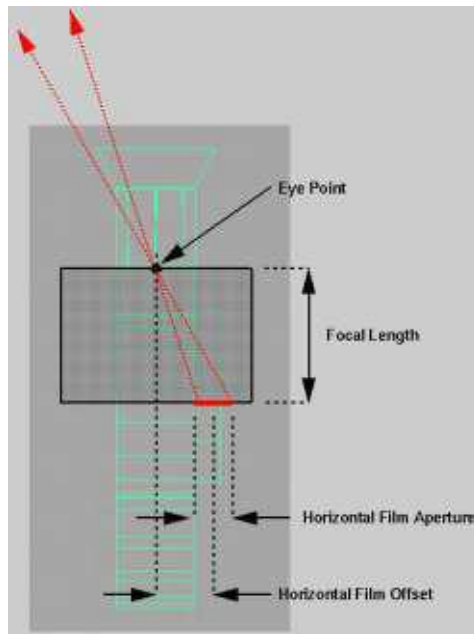 Eye Point
Focal Length
Horizontal Film Aperture
Horizontal Film Offset